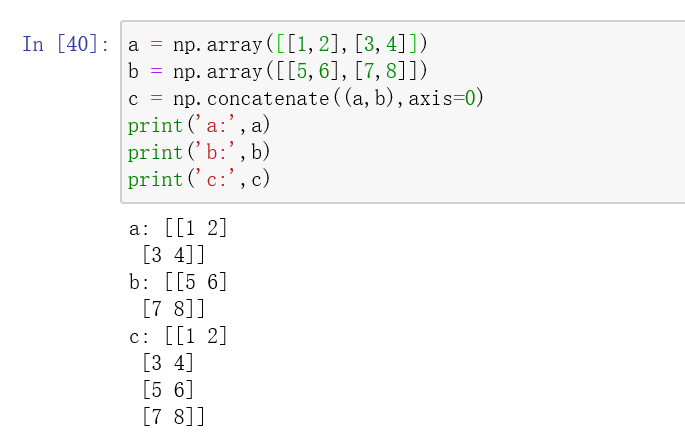 In [40]: a = np.array([[1,2],[3,4]])
b = np.array([[5,6],[7,8]])
c = np.concatenate((a,b),axis=0)
print('a:',a)
print('b:',b)
print('c:',c)
a: [[1 2]
 [3 4]]
b: [[5 6]
 [7 8]]
c: [[1 2]
 [3 4]
 [5 6]
 [7 8]]